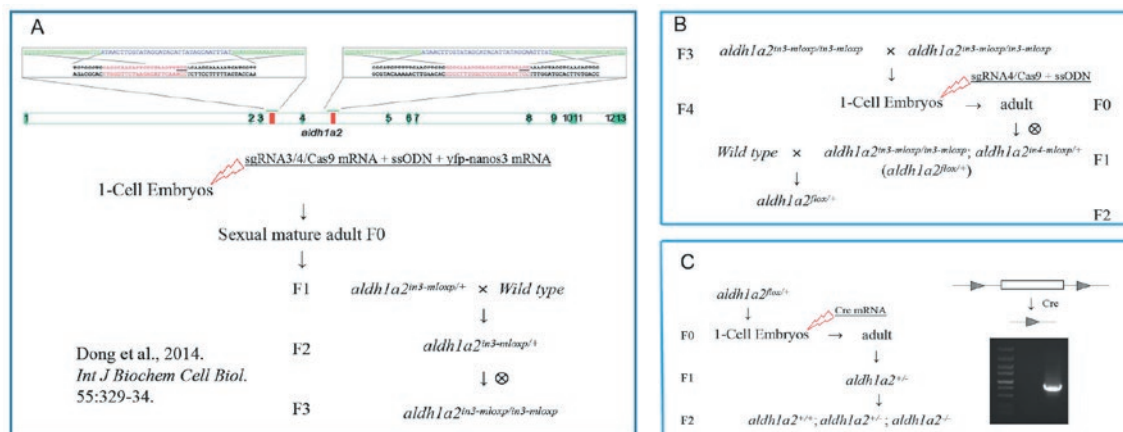 A
1 2 3 4 5 6 7 8 9 10 11 12 13
aldh1a2
sgRNA3/4/Cas9 mRNA + ssODN + yfp-nanos3 mRNA
1-Cell Embryos
↓
Sexual mature adult F0
↓
F1 aldh1a2in3-mloxp/+ × Wild type
↓
F2 aldh1a2in3-mloxp/+
↓ ⊗
F3 aldh1a2in3-mloxp/in3-mloxp
Dong et al., 2014.
Int J Biochem Cell Biol.
55:329-34.
B
F3 aldh1a2in3-mloxp/in3-mloxp × aldh1a2in3-mloxp/in3-mloxp
↓
sgRNA4/Cas9 + ssODN
F4 1-Cell Embryos → adult F0
↓ ⊗
Wild type × aldh1a2in3-mloxp/in3-mloxp; aldh1a2in4-mloxp/+ F1
(aldh1a2flox/+)
↓
aldh1a2flox/+
F2
C
aldh1a2flox/+
↓
Cre mRNA
F0 1-Cell Embryos → adult
↓
F1 aldh1a2+/-
↓
F2 aldh1a2+/+; aldh1a2+/-; aldh1a2-/-
↓ Cre